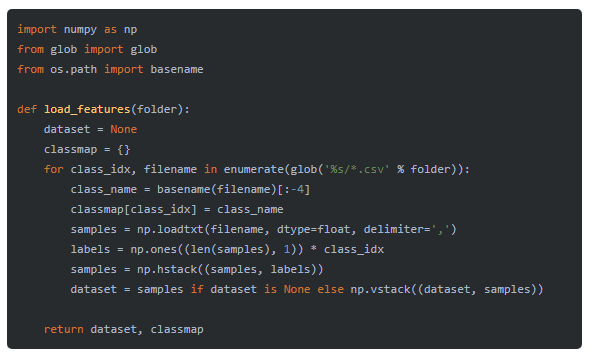 import numpy as np
from glob import glob
from os.path import basename

def load_features(folder):
    dataset = None
    classmap = {}
    for class_idx, filename in enumerate(glob('%s/*.csv' % folder)):
        class_name = basename(filename)[:-4]
        classmap[class_idx] = class_name
        samples = np.loadtxt(filename, dtype=float, delimiter=',')
        labels = np.ones((len(samples), 1)) * class_idx
        samples = np.hstack((samples, labels))
        dataset = samples if dataset is None else np.vstack((dataset, samples))

    return dataset, classmap